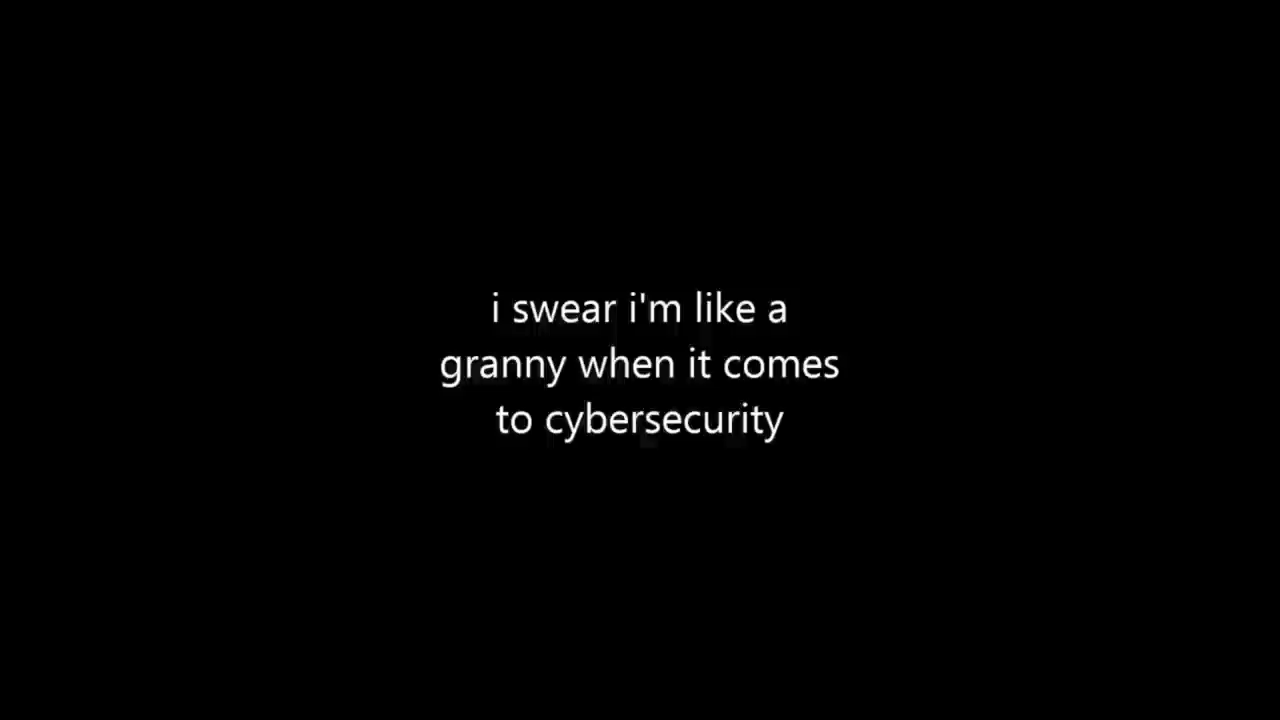 i swear i'm like a
granny when it comes
to cybersecurity